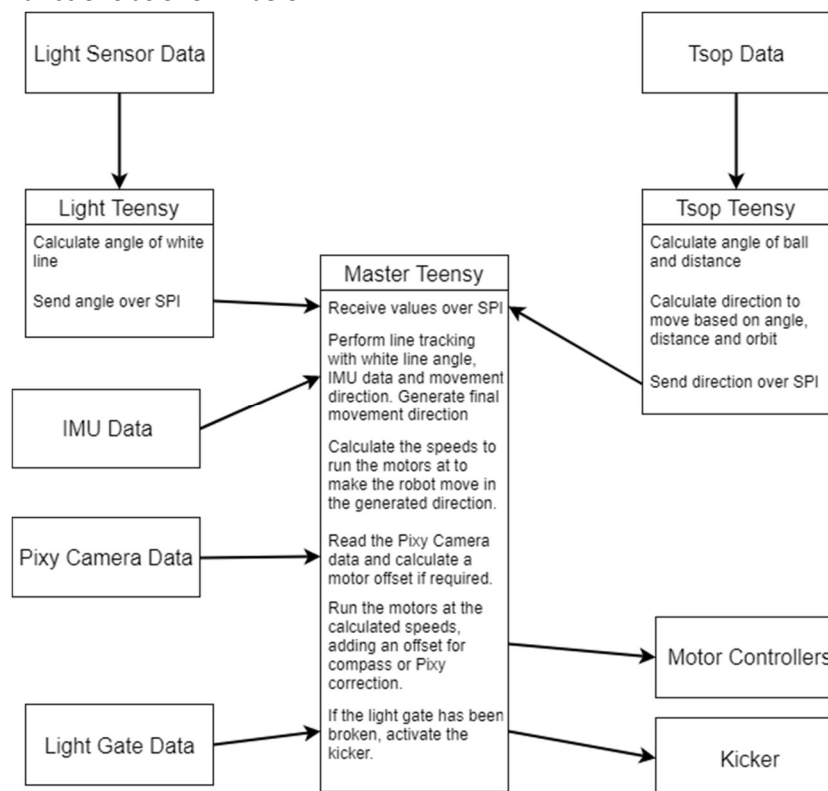 Light Sensor Data
Tsop Data
Light Teensy
Calculate angle of white
line
Send angle over SPI
Tsop Teensy
Calculate angle of ball
and distance
Calculate direction to
move based on angle,
distance and orbit
Send direction over SPI
Master Teensy
Receive values over SPI
Perform line tracking
with white line angle,
IMU data and movement
direction. Generate final
movement direction
Calculate the speeds to
run the motors at to
make the robot move in
the generated direction.
Read the Pixy Camera
data and calculate a
motor offset if required.
Run the motors at the
calculated speeds,
adding an offset for
compass or Pixy
correction.
If the light gate has been
broken, activate the
kicker.
IMU Data
Pixy Camera Data
Light Gate Data
Motor Controllers
Kicker